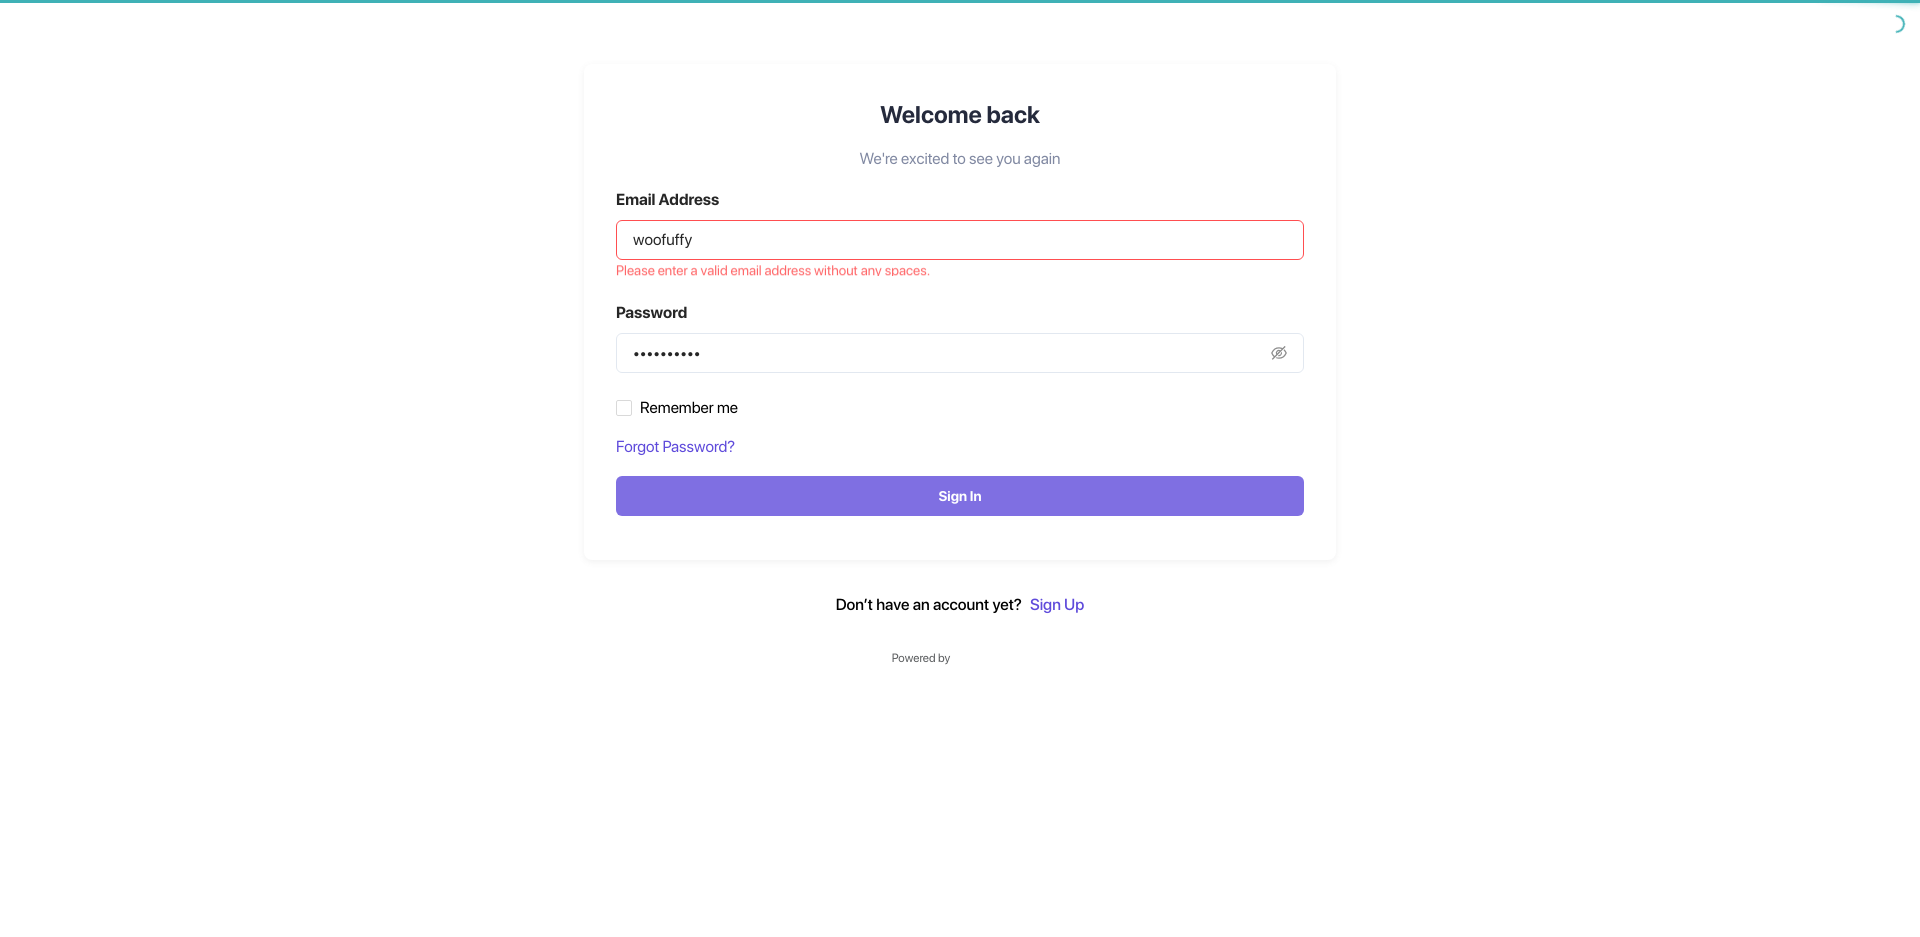 Welcome back
We're excited to see you again
Email Address
woofuffy
Please enter a valid email address without any spaces.
Password
••••••••••
Remember me
Forgot Password?
Sign In
Don’t have an account yet? Sign Up
Powered by